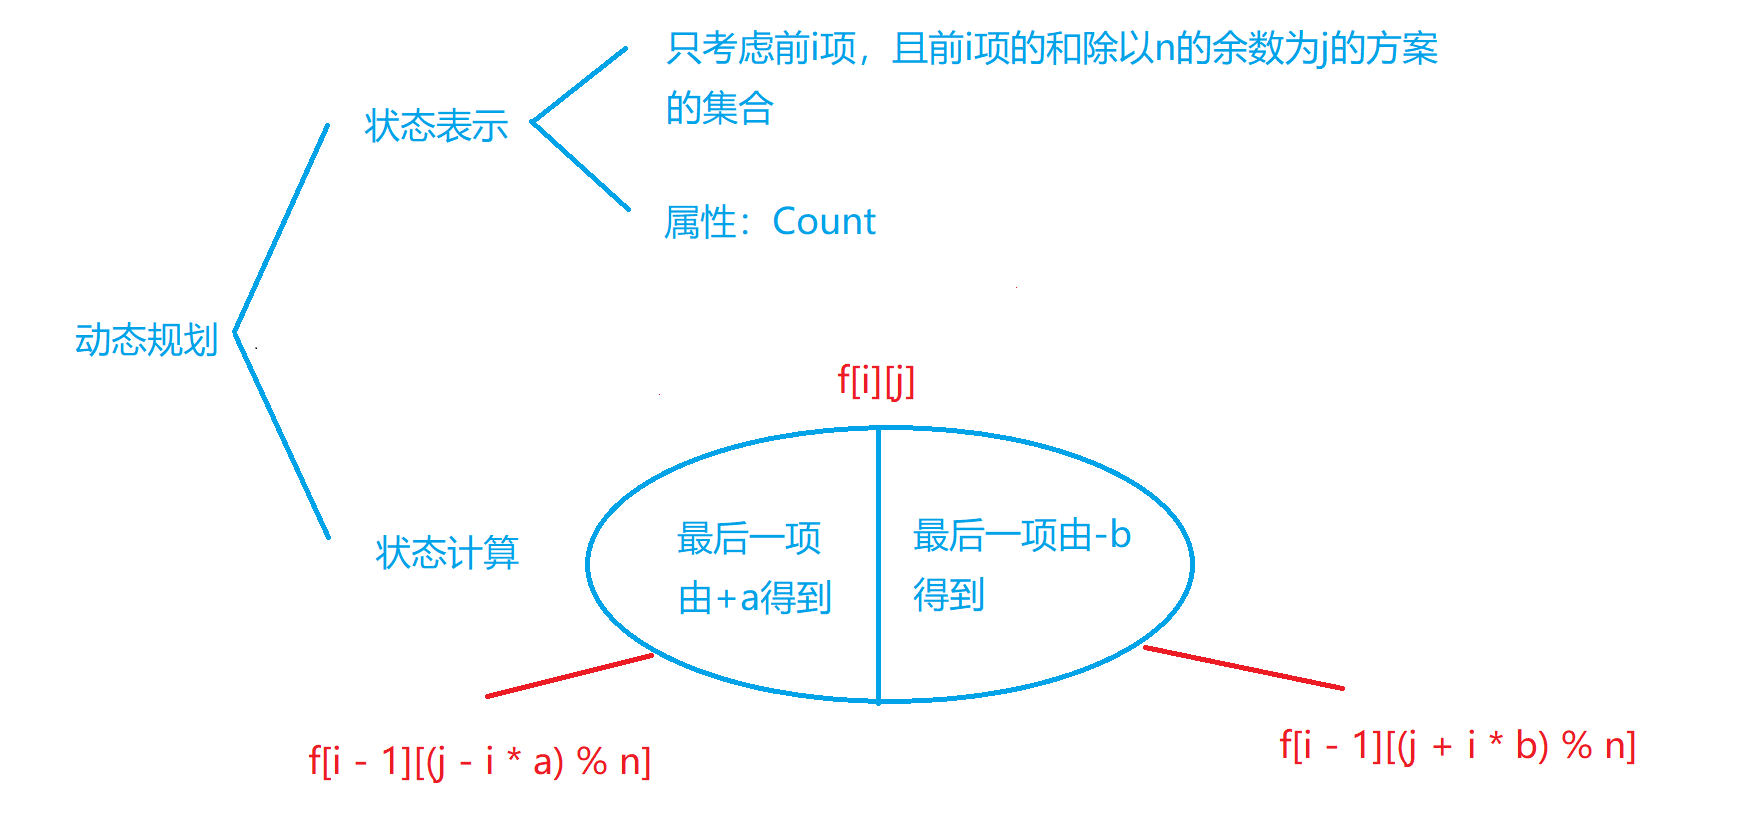 只考虑前i项，且前i项的和除以n的余数为j的方案
的集合
状态表示
属性：Count
动态规划
f[i][j]
状态计算
最后一项
由+a得到
最后一项由-b
得到
f[i - 1][(j - i * a) % n]
f[i - 1][(j + i * b) % n]